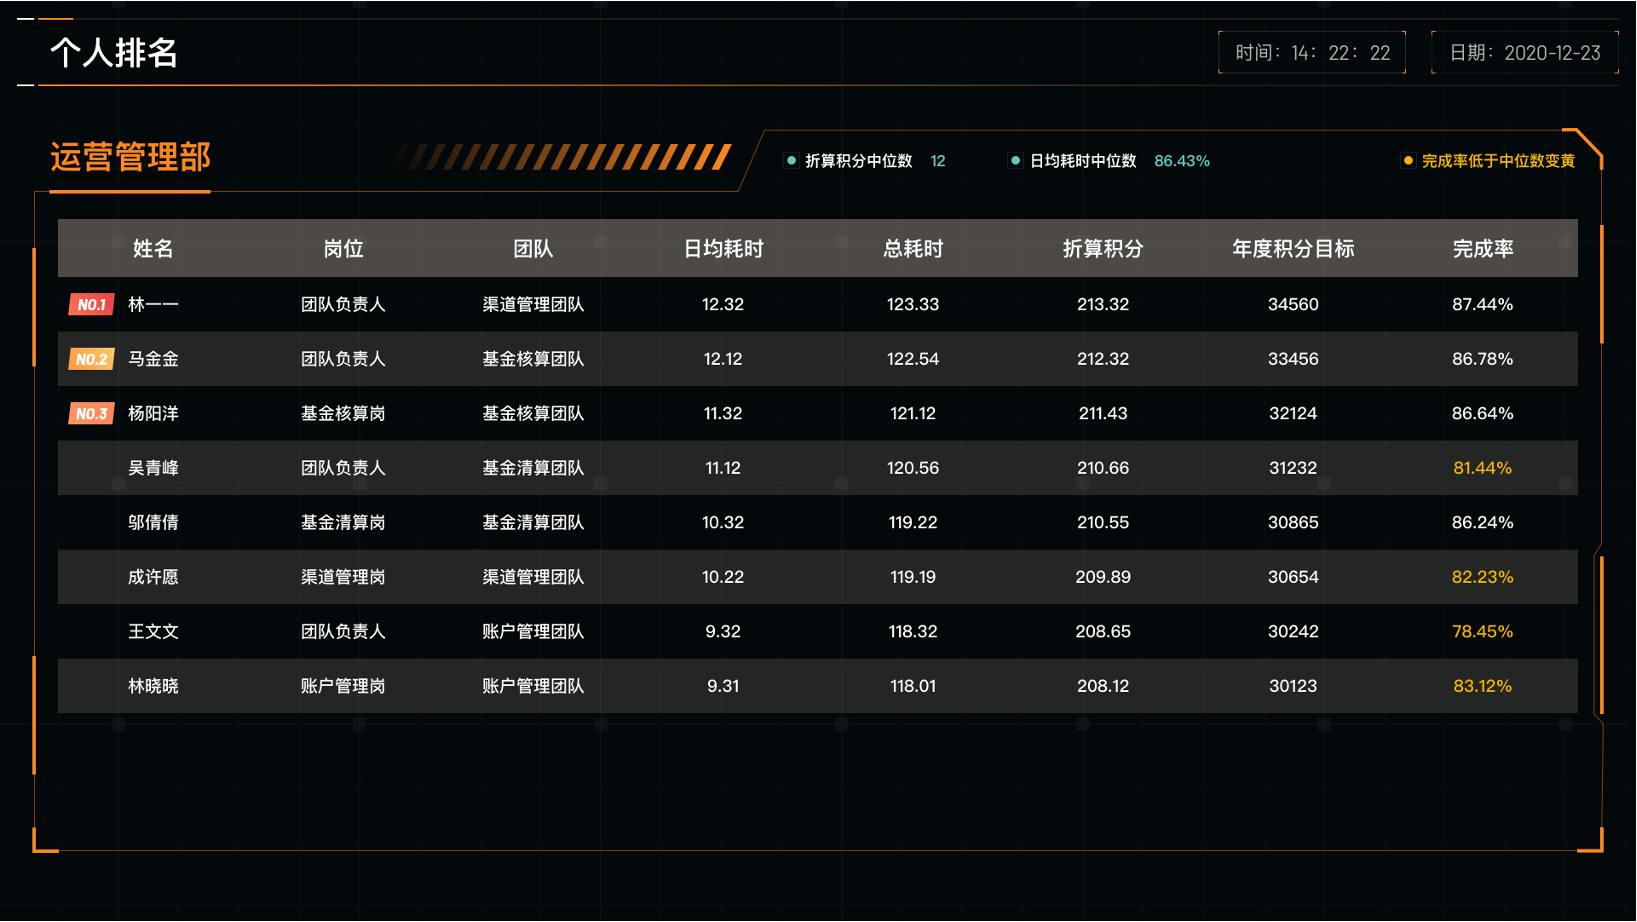 个人排名
时间：14：22：22
日期：2020-12-23
运营管理部
折算积分中位数 12
日均耗时中位数 86.43%
完成率低于中位数变黄
姓名 岗位 团队 日均耗时 总耗时 折算积分 年度积分目标 完成率
NO.1 林一一 团队负责人 渠道管理团队 12.32 123.33 213.32 34560 87.44%
NO.2 马金金 团队负责人 基金核算团队 12.12 122.54 212.32 33456 86.78%
NO.3 杨阳洋 基金核算岗 基金核算团队 11.32 121.12 211.43 32124 86.64%
吴青峰 团队负责人 基金清算团队 11.12 120.56 210.66 31232 81.44%
邬倩倩 基金清算岗 基金清算团队 10.32 119.22 210.55 30865 86.24%
成许愿 渠道管理岗 渠道管理团队 10.22 119.19 209.89 30654 82.23%
王文文 团队负责人 账户管理团队 9.32 118.32 208.65 30242 78.45%
林晓晓 账户管理岗 账户管理团队 9.31 118.01 208.12 30123 83.12%